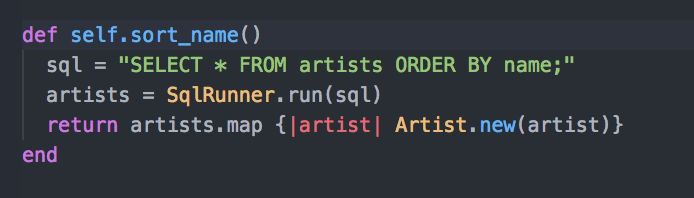 def self.sort_name()
sql = "SELECT * FROM artists ORDER BY name;"
artists = SqlRunner.run(sql)
return artists.map {|artist| Artist.new(artist)}
end